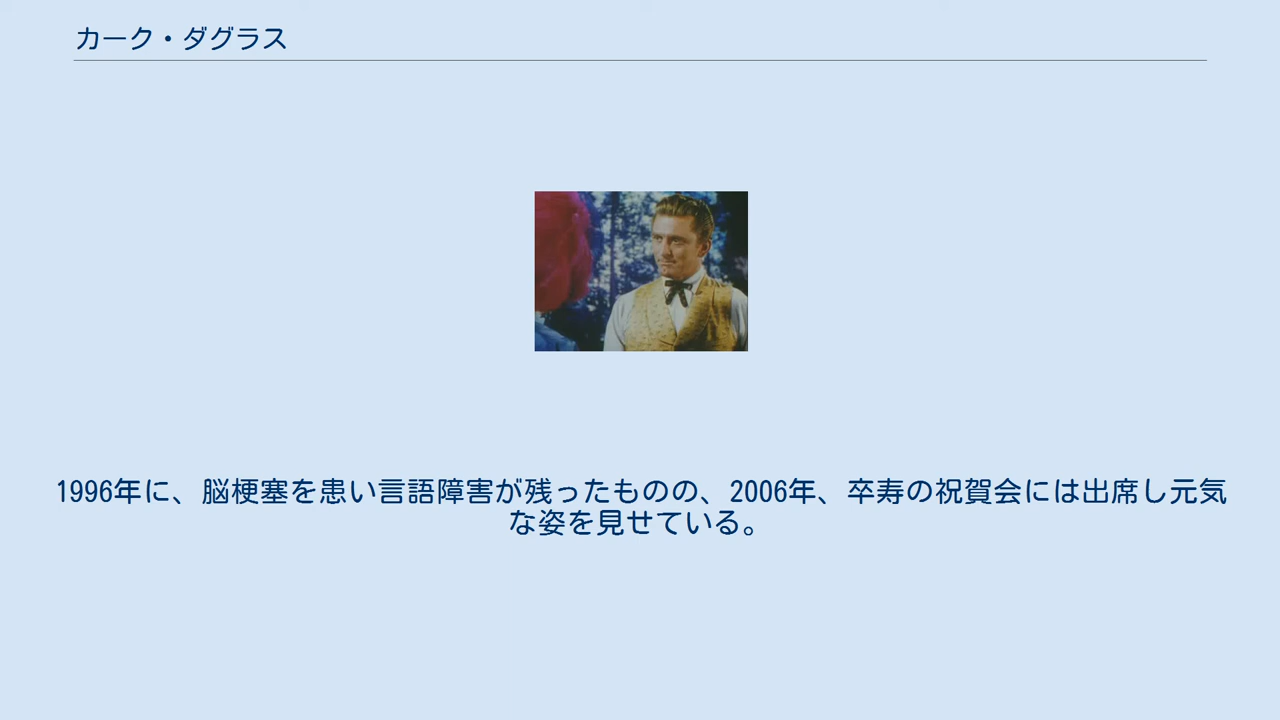 カーク・ダグラス
1996年に、脳梗塞を患い言語障害が残ったものの、2006年、卒寿の祝賀会には出席し元気
な姿を見せている。